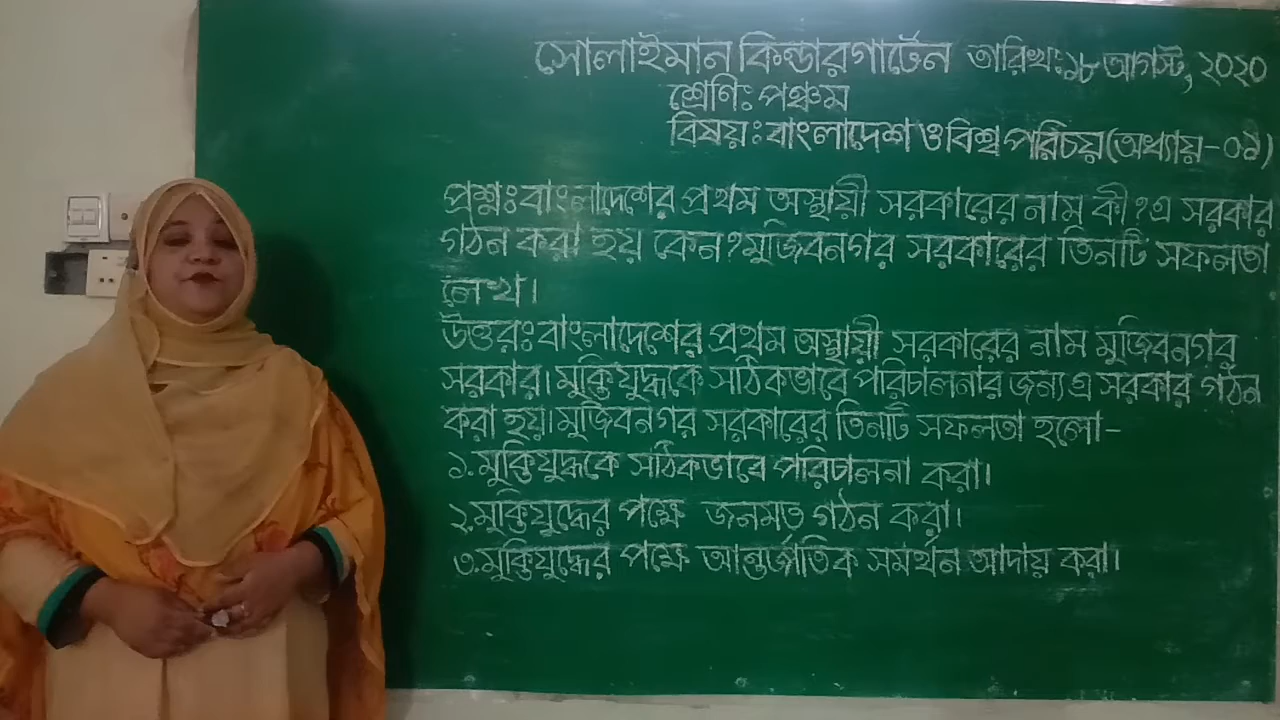 সোলাইমান কিন্ডারগার্টেন তারিখ:১৮আগস্ট, ২০২০
শ্রেণিঃ পঞ্চম
বিষয়ঃ বাংলাদেশ ও বিশ্ব পরিচয় (অধ্যায়-০১)
প্রশ্নঃ বাংলাদেশের প্রথম অস্থায়ী সরকারের নাম কী? এ সরকার
গঠন করা হয় কেন? মুজিবনগর সরকারের তিনটি সফলতা
লেখ।
উত্তরঃ বাংলাদেশের প্রথম অস্থায়ী সরকারের নাম মুজিবনগর
সরকার। মুক্তিযুদ্ধকে সঠিকভাবে পরিচালনার জন্য এ সরকার গঠন
করা হয়। মুজিবনগর সরকারের তিনটি সফলতা হলো-
১. মুক্তিযুদ্ধকে সঠিকভাবে পরিচালনা করা।
২. মুক্তিযুদ্ধের পক্ষে জনমত গঠন করা।
৩. মুক্তিযুদ্ধের পক্ষে আন্তর্জাতিক সমর্থন আদায় করা।